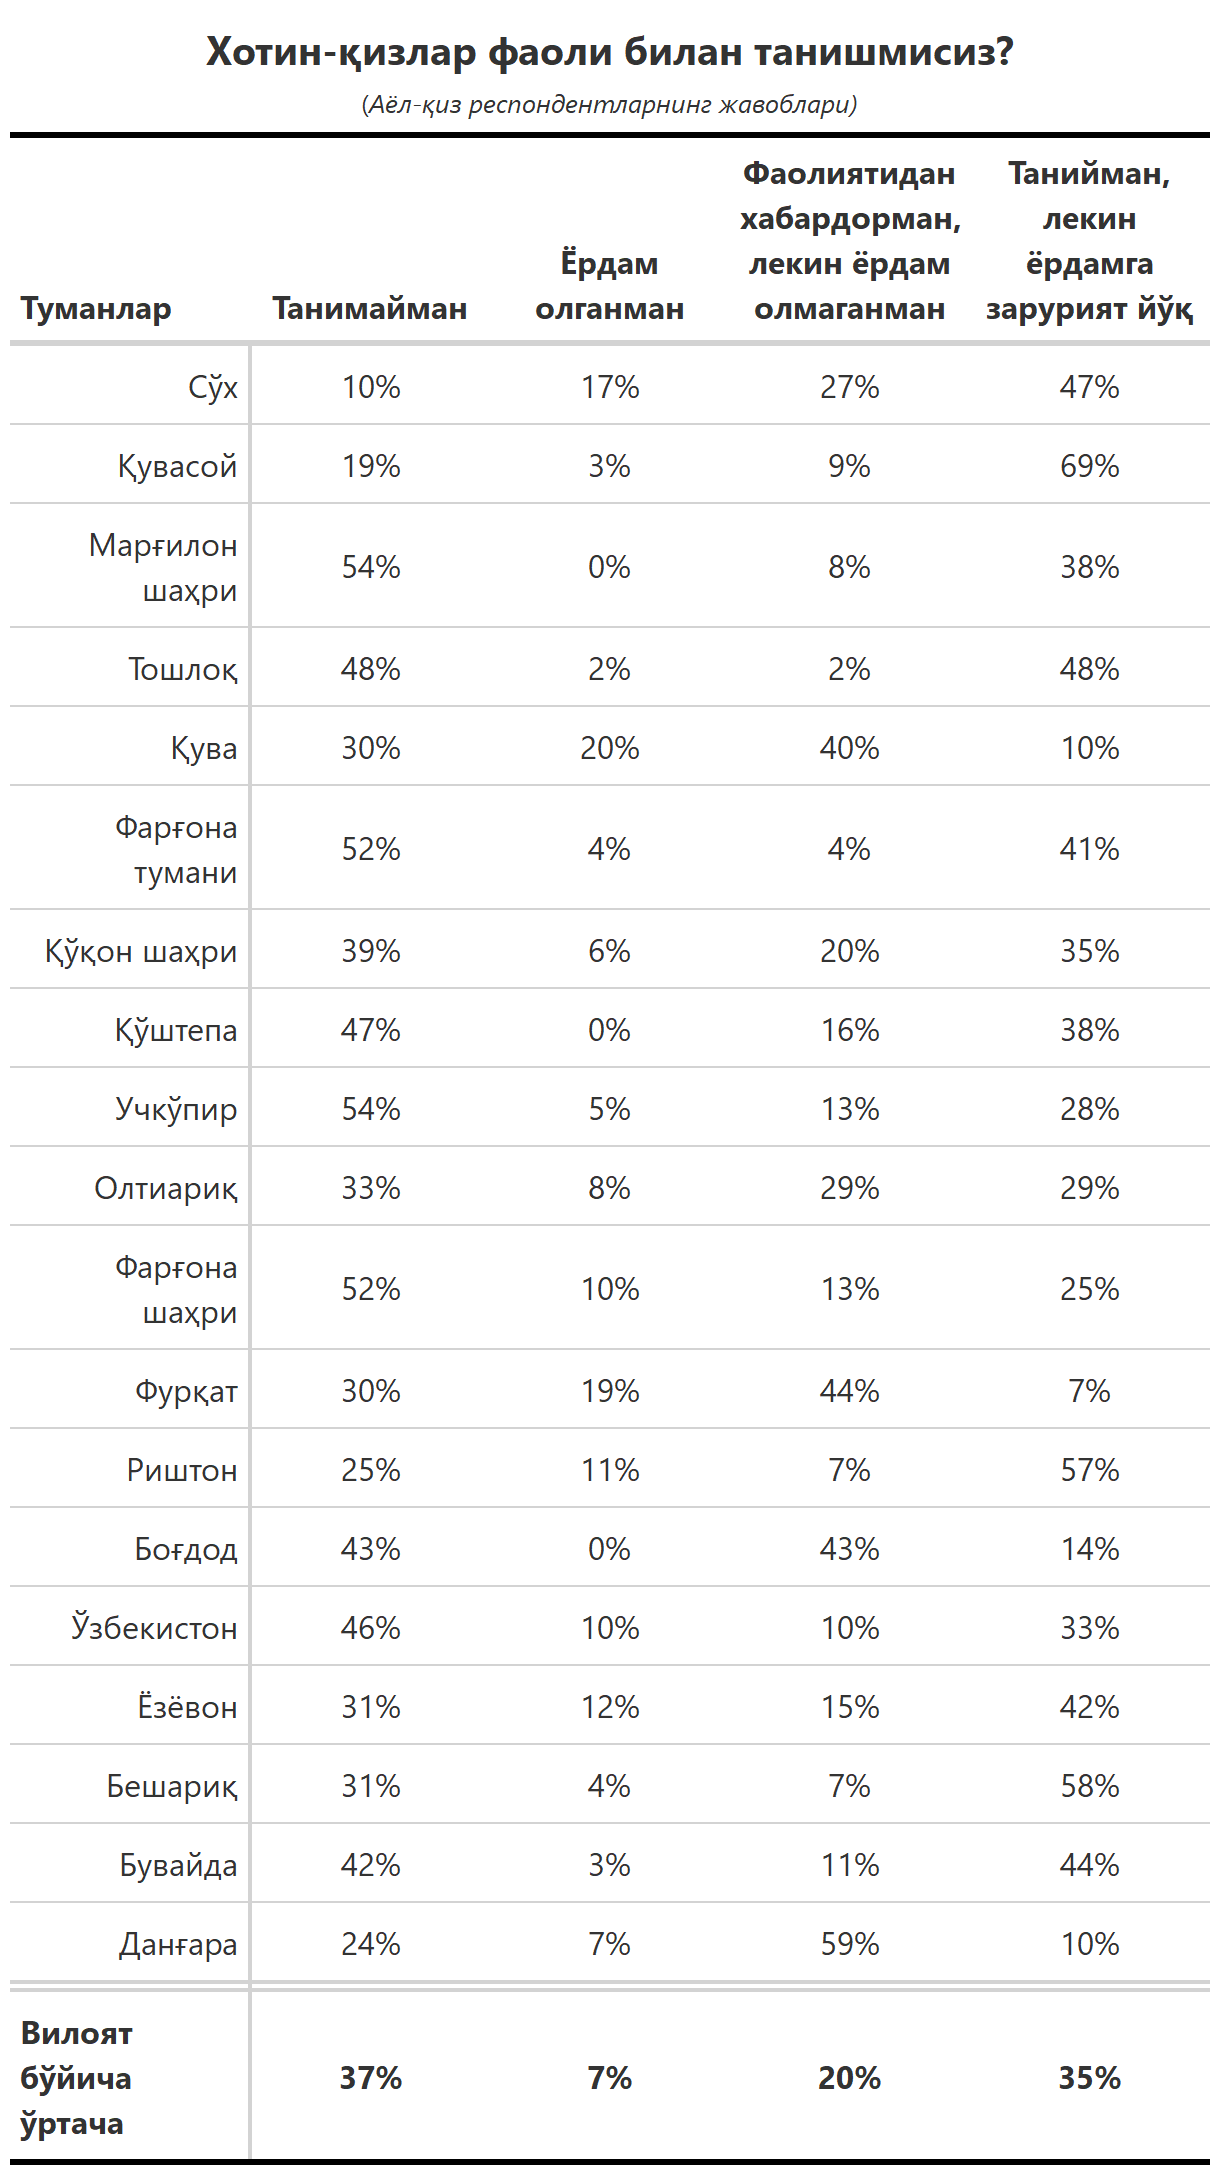 Хотин-қизлар фаоли билан танишмисиз?
(Аёл-қиз респондентларнинг жавоблари)
Туманлар Танимайман Ёрдам олганман Фаолиятидан хабардорман, лекин ёрдам олмаганман Танийман, лекин ёрдамга зарурият йўқ
Сўх 10% 17% 27% 47%
Қувасой 19% 3% 9% 69%
Марғилон шаҳри 54% 0% 8% 38%
Тошлоқ 48% 2% 2% 48%
Қува 30% 20% 40% 10%
Фарғона тумани 52% 4% 4% 41%
Қўқон шаҳри 39% 6% 20% 35%
Қўштепа 47% 0% 16% 38%
Учкўпир 54% 5% 13% 28%
Олтиариқ 33% 8% 29% 29%
Фарғона шаҳри 52% 10% 13% 25%
Фурқат 30% 19% 44% 7%
Риштон 25% 11% 7% 57%
Боғдод 43% 0% 43% 14%
Ўзбекистон 46% 10% 10% 33%
Ёзёвон 31% 12% 15% 42%
Бешариқ 31% 4% 7% 58%
Бувайда 42% 3% 11% 44%
Данғара 24% 7% 59% 10%
Вилоят бўйича ўртача 37% 7% 20% 35%